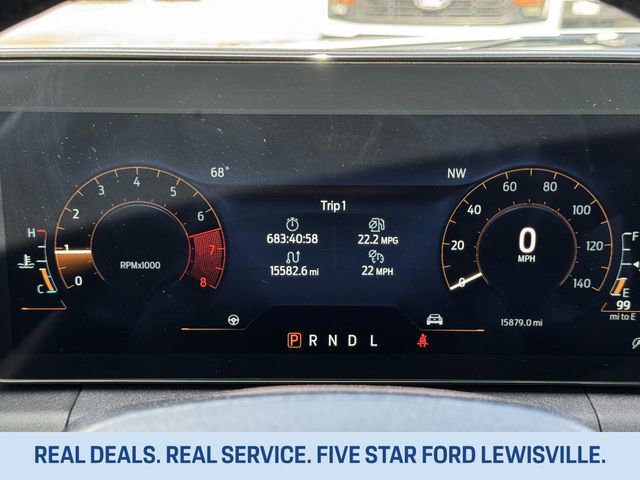 68°
NW
Trip 1
683:40:58
22.2 MPG
15582.6 mi
22 MPH
0 1 2 3 4 5 6 7 8
RPMx1000
H
C
0 20 40 60 80 100 120 140
0
MPH
F
E
99
mi to E
15879.0 mi
P R N D L
REAL DEALS. REAL SERVICE. FIVE STAR FORD LEWISVILLE.